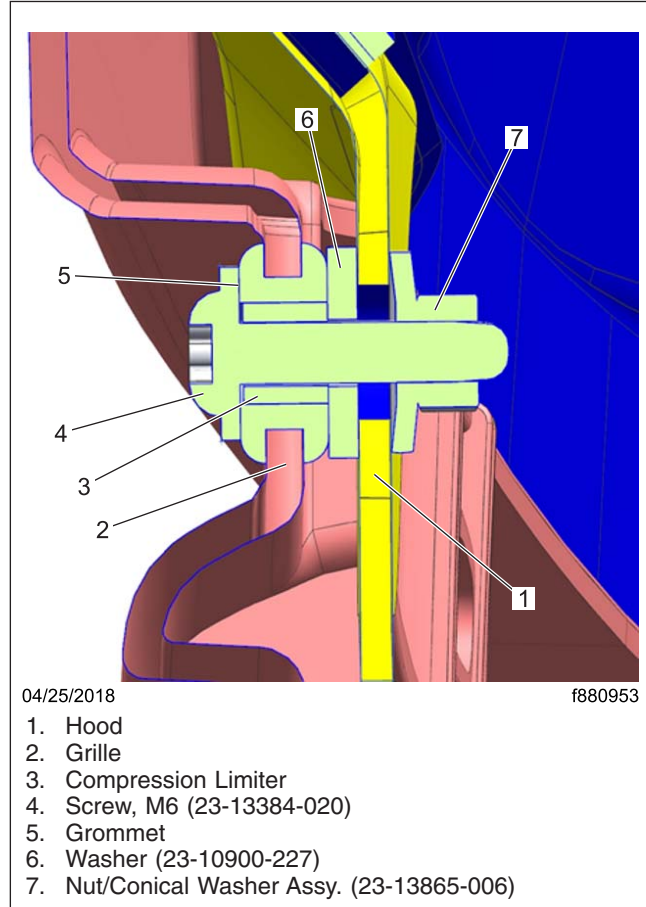 6
7
5
4
3
2
1
04/25/2018 f880953
1. Hood
2. Grille
3. Compression Limiter
4. Screw, M6 (23-13384-020)
5. Grommet
6. Washer (23-10900-227)
7. Nut/Conical Washer Assy. (23-13865-006)